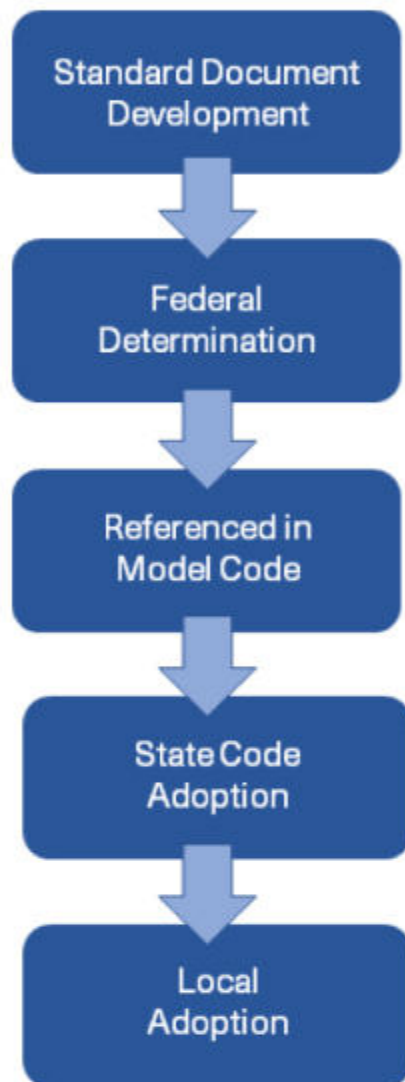 Standard Document
Development
Federal
Determination
Referenced in
Model Code
State Code
Adoption
Local
Adoption